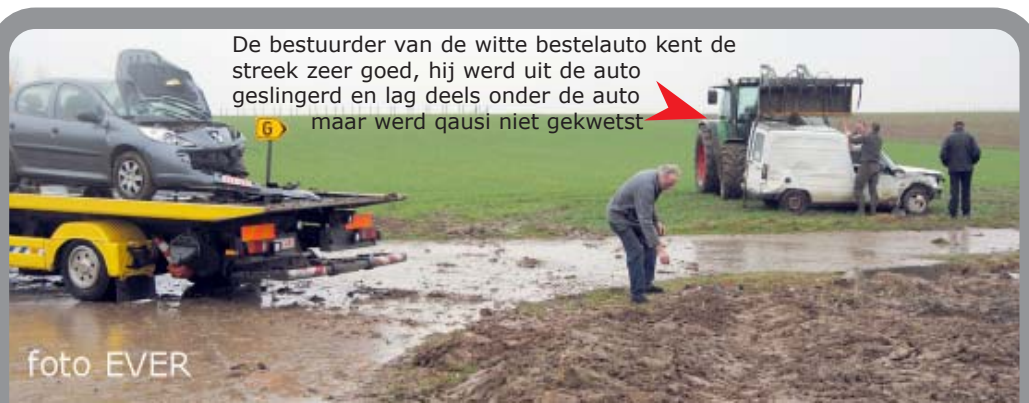 De bestuurder van de witte bestelauto kent de
streek zeer goed, hij werd uit de auto
geslingerd en lag deels onder de auto
maar werd qausi niet gekwetst
G
foto EVER